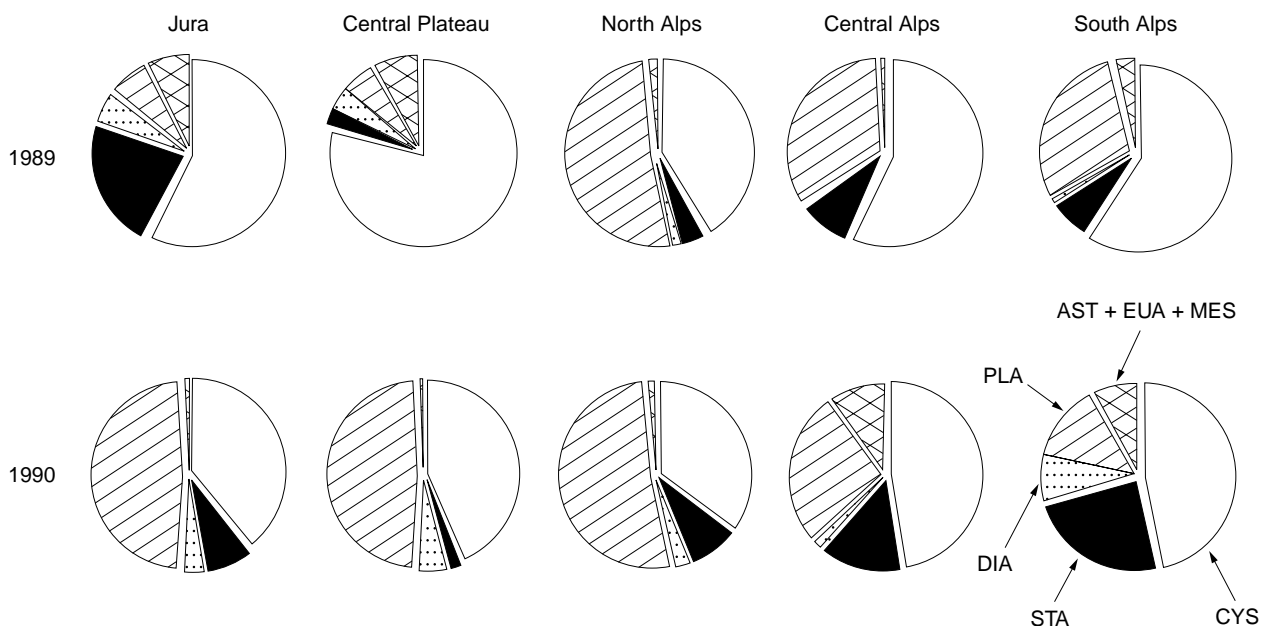 Jura Central Plateau North Alps Central Alps South Alps
1989
AST + EUA + MES
PLA
1990
DIA
STA CYS